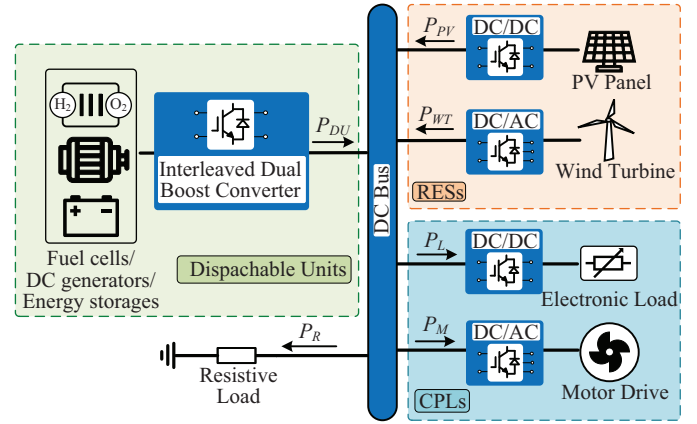 H₂
O₂
Interleaved Dual
Boost Converter
P_DU
Fuel cells/
DC generators/
Energy storages
Dispachable Units
P_R
Resistive
Load
DC Bus
P_PV
DC/DC
PV Panel
P_WT
DC/AC
Wind Turbine
RESs
P_L
DC/DC
Electronic Load
P_M
DC/AC
Motor Drive
CPLs